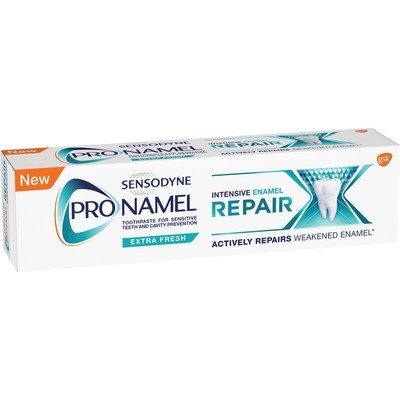 New
SENSODYNE
PRONAMEL
TOOTHPASTE FOR SENSITIVE
TEETH AND CAVITY PREVENTION
EXTRA FRESH
INTENSIVE ENAMEL
REPAIR
ACTIVELY REPAIRS WEAKENED ENAMEL*
gsk